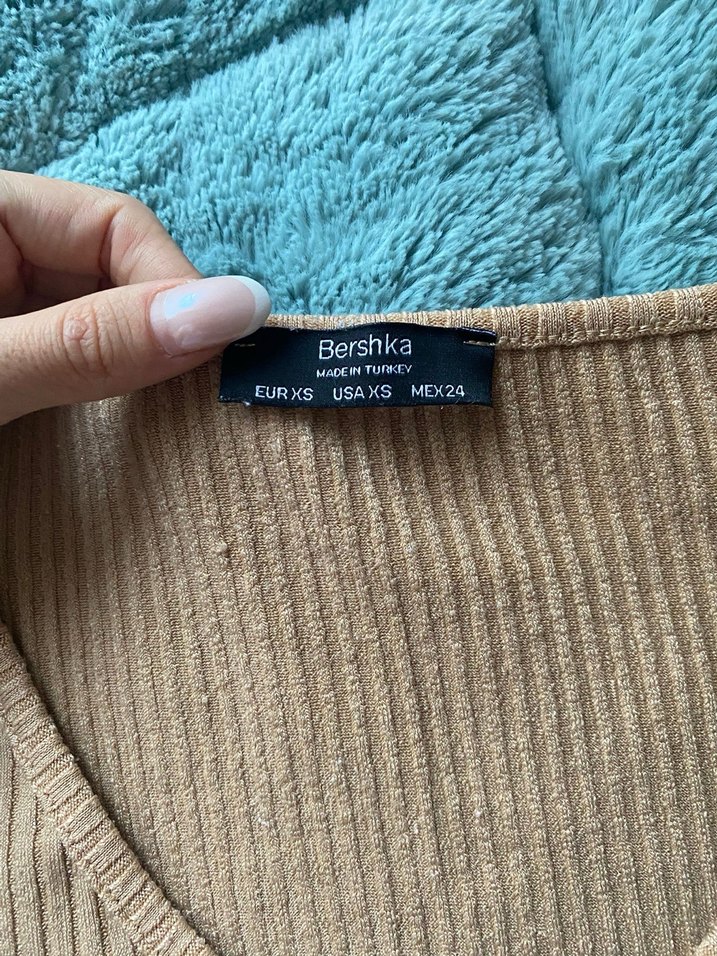 Bershka
MADE IN TURKEY
EUR XS USA XS MEX 24